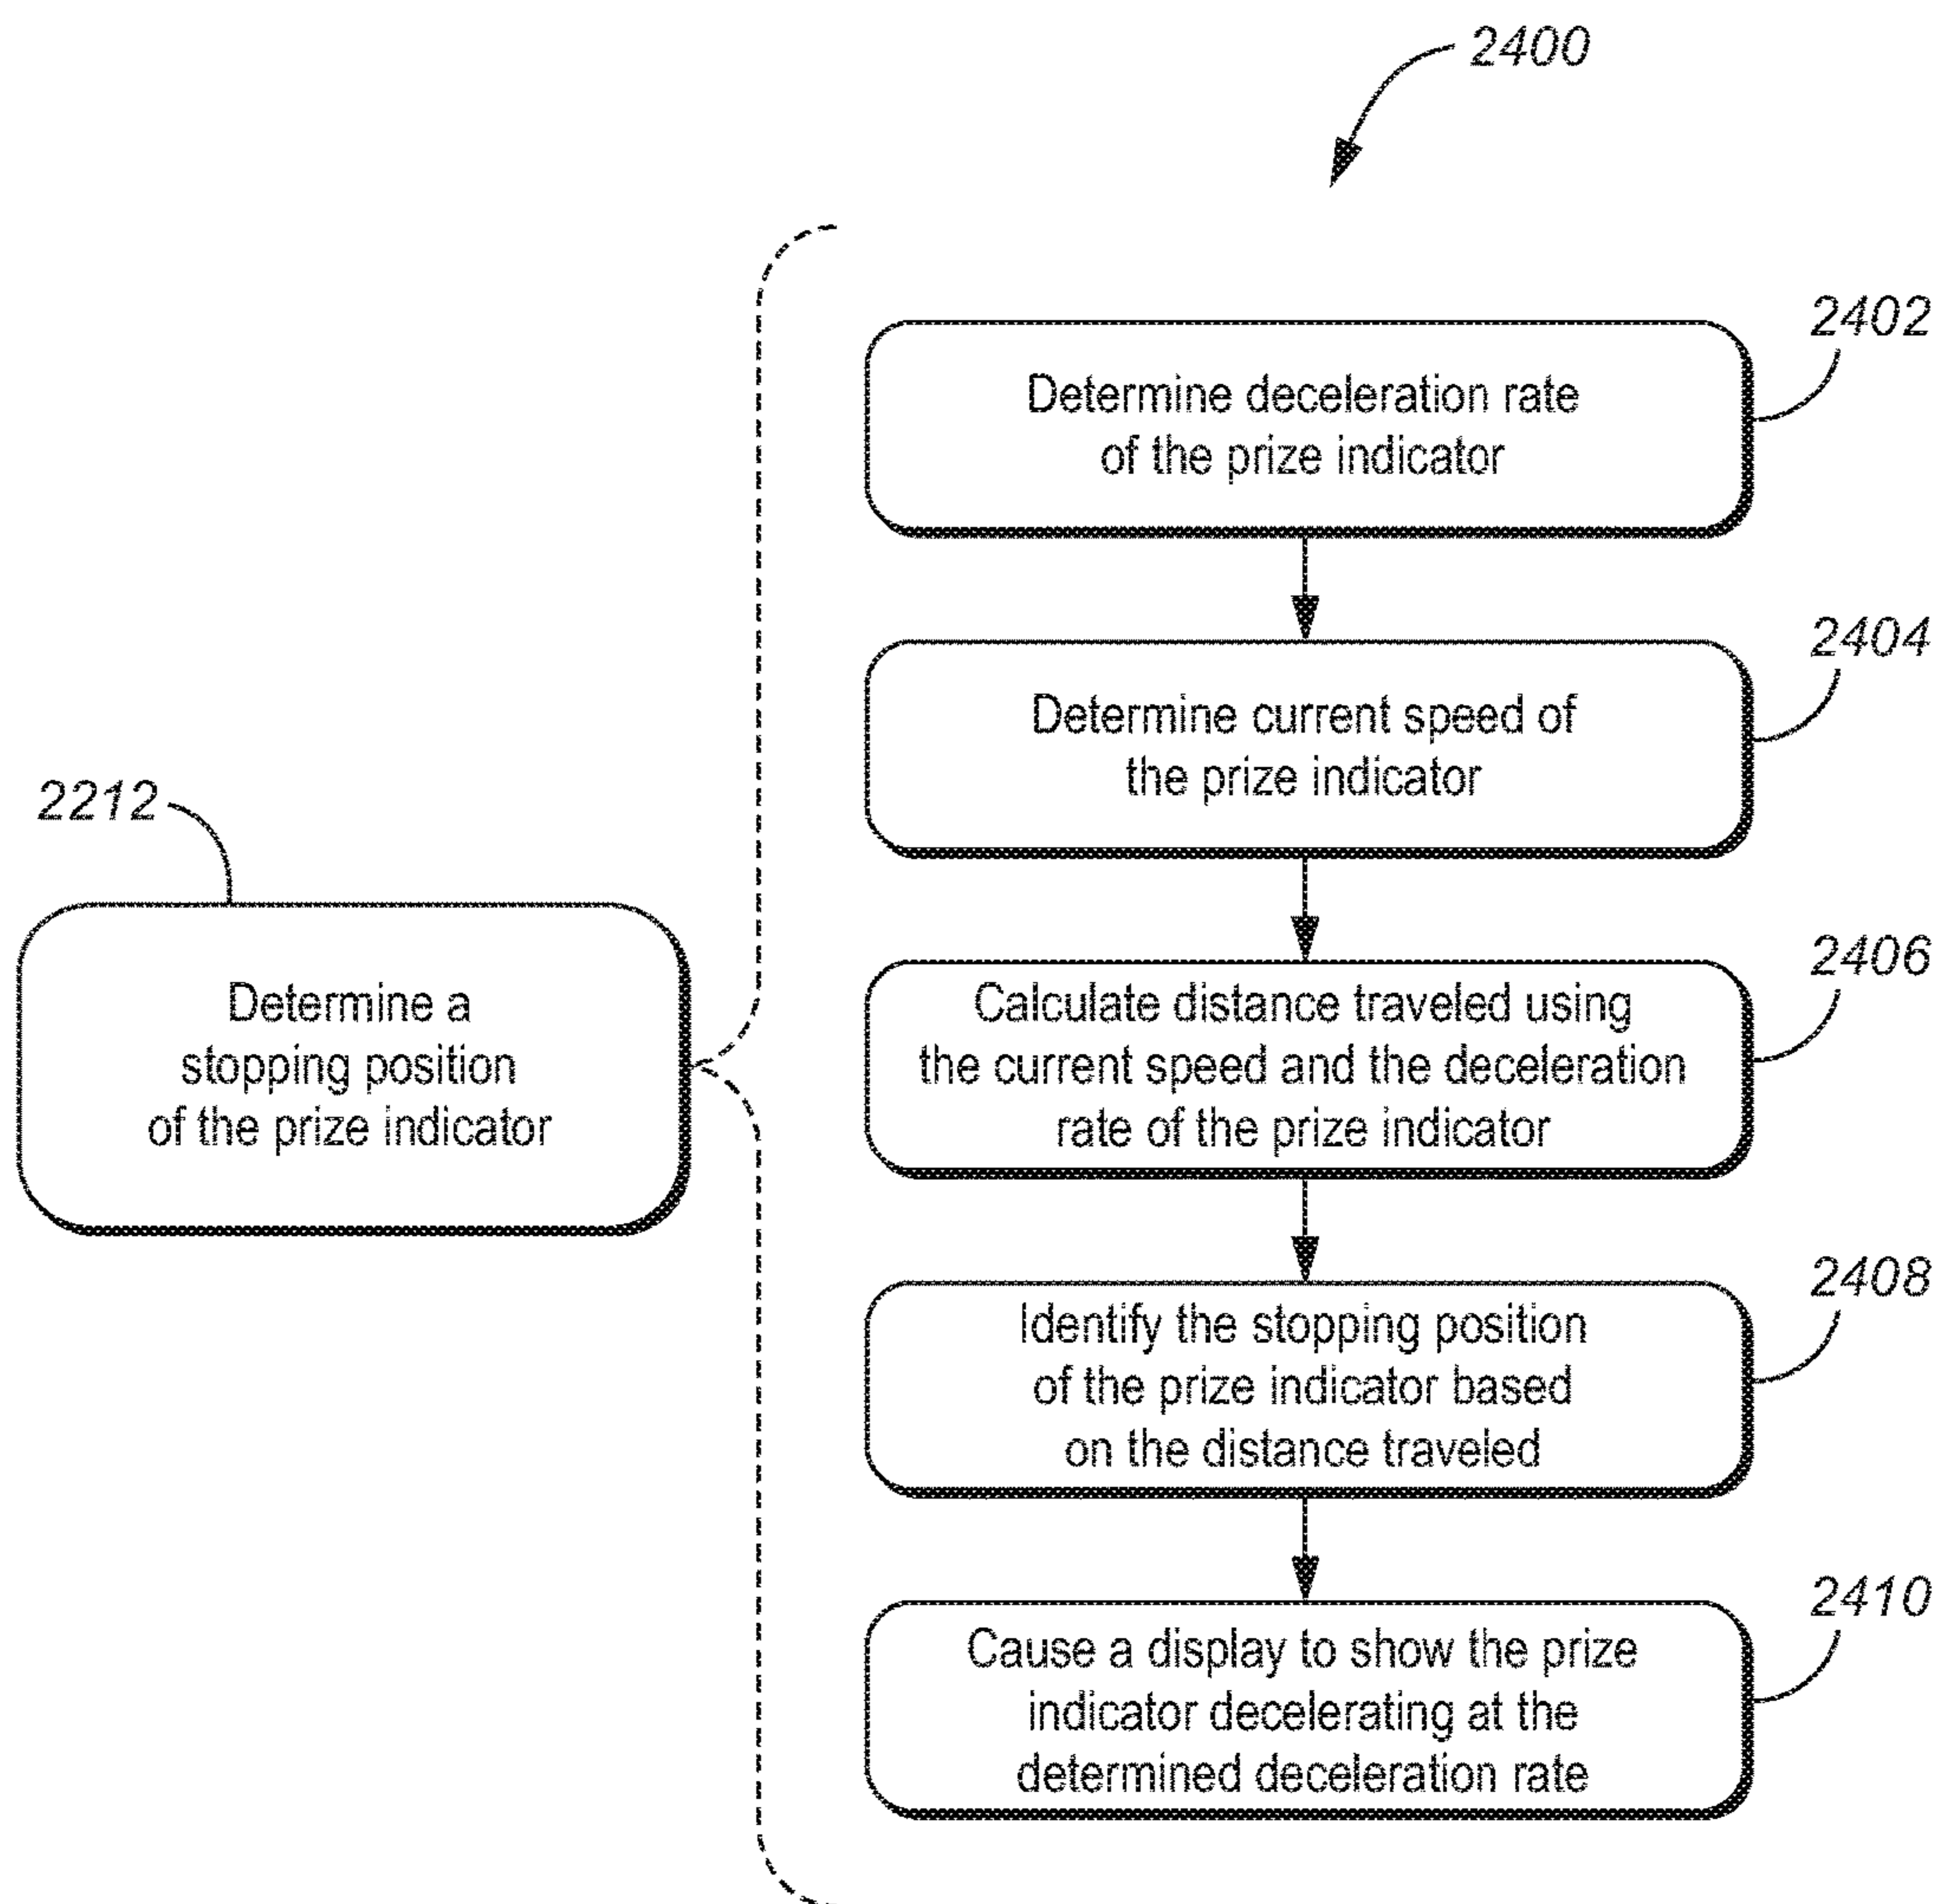 2400
2402
Determine deceleration rate
of the prize indicator
2404
Determine current speed of
the prize indicator
2212
Determine a
stopping position
of the prize indicator
2406
Calculate distance traveled using
the current speed and the deceleration
rate of the prize indicator
2408
Identify the stopping position
of the prize indicator based
on the distance traveled
2410
Cause a display to show the prize
indicator decelerating at the
determined deceleration rate